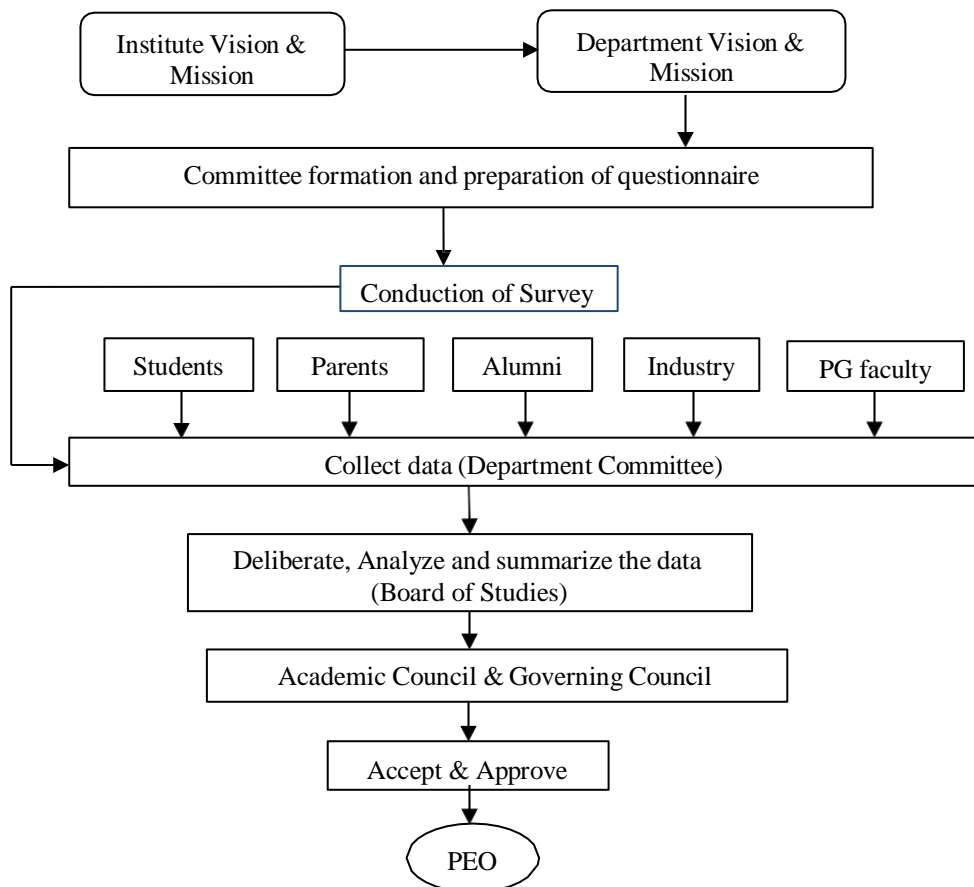 Institute Vision &
Mission
Department Vision &
Mission
Committee formation and preparation of questionnaire
Conduction of Survey
Students
Parents
Alumni
Industry
PG faculty
Collect data (Department Committee)
Deliberate, Analyze and summarize the data
(Board of Studies)
Academic Council & Governing Council
Accept & Approve
PEO